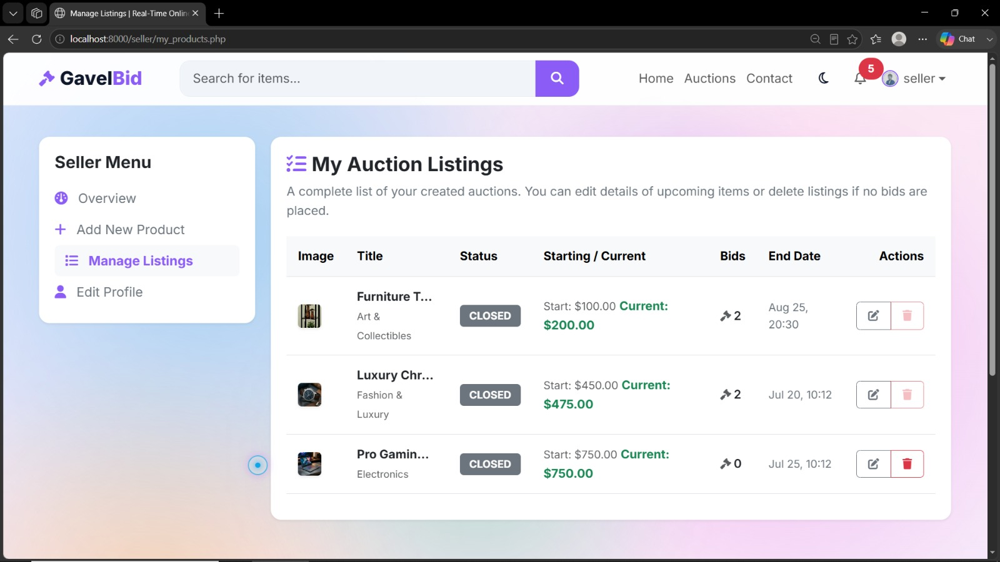 Manage Listings | Real-Time Onlin
localhost:8000/seller/my_products.php
Chat
GavelBid
Search for items...
Home
Auctions
Contact
5
seller
Seller Menu
Overview
Add New Product
Manage Listings
Edit Profile
My Auction Listings
A complete list of your created auctions. You can edit details of upcoming items or delete listings if no bids are
placed.
Image Title Status Starting / Current Bids End Date Actions
Furniture T...
Art &
Collectibles
CLOSED
Start: $100.00 Current:
$200.00
2
Aug 25,
20:30
Luxury Chr...
Fashion &
Luxury
CLOSED
Start: $450.00 Current:
$475.00
2
Jul 20, 10:12
Pro Gamin...
Electronics
CLOSED
Start: $750.00 Current:
$750.00
0
Jul 25, 10:12